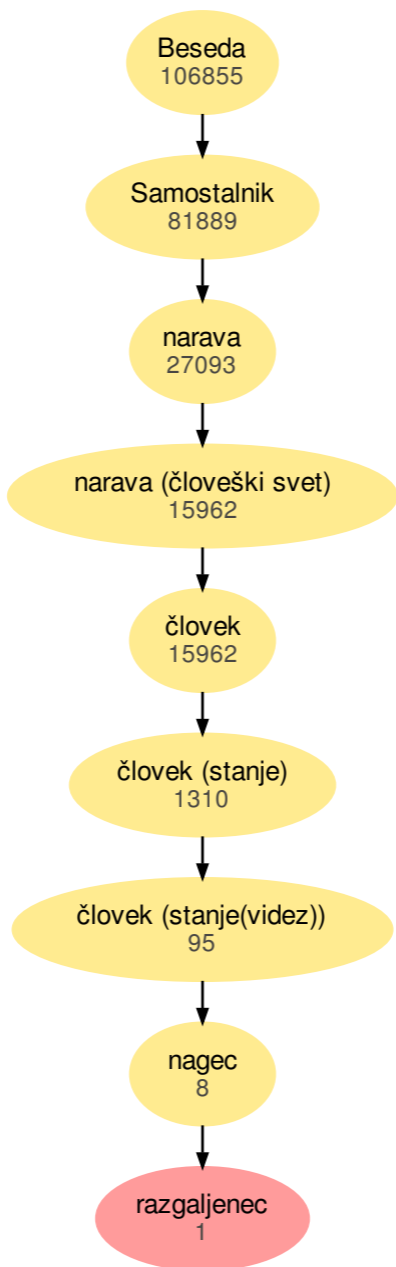 Beseda
106855
Samostalnik
81889
narava
27093
narava (človeški svet)
15962
človek
15962
človek (stanje)
1310
človek (stanje(videz))
95
nagec
8
razgaljenec
1